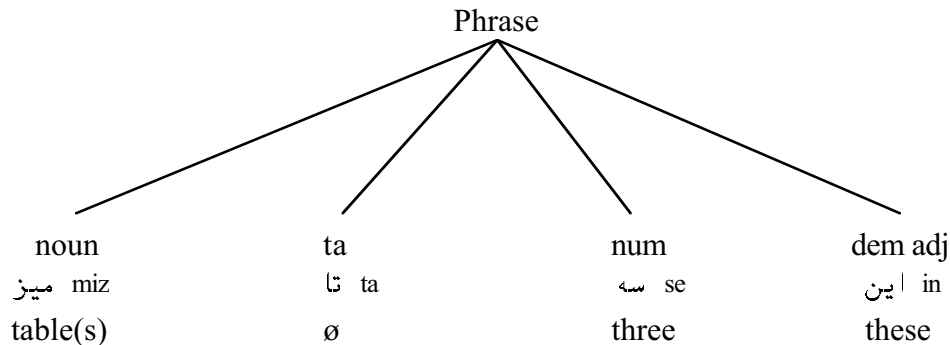 Phrase
noun ta num dem adj
میز miz تا ta سه se این in
table(s) ø three these